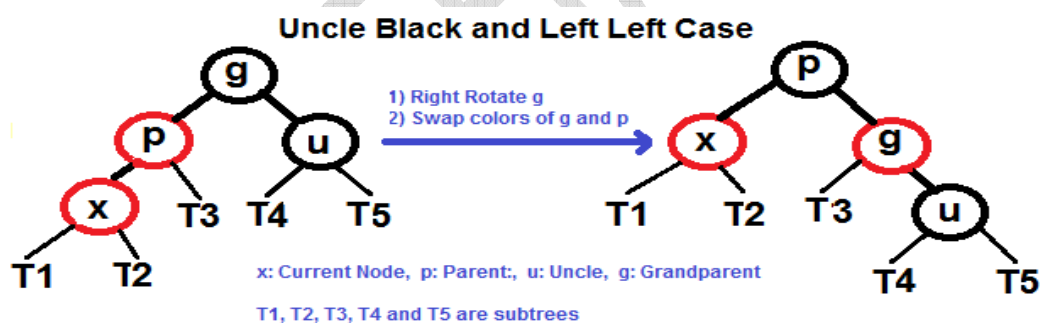 Uncle Black and Left Left Case
g
p
u
x
T3
T4
T5
T1
T2
1) Right Rotate g
2) Swap colors of g and p
p
x
g
T1
T2
T3
u
T4
T5
x: Current Node, p: Parent:, u: Uncle, g: Grandparent
T1, T2, T3, T4 and T5 are subtrees